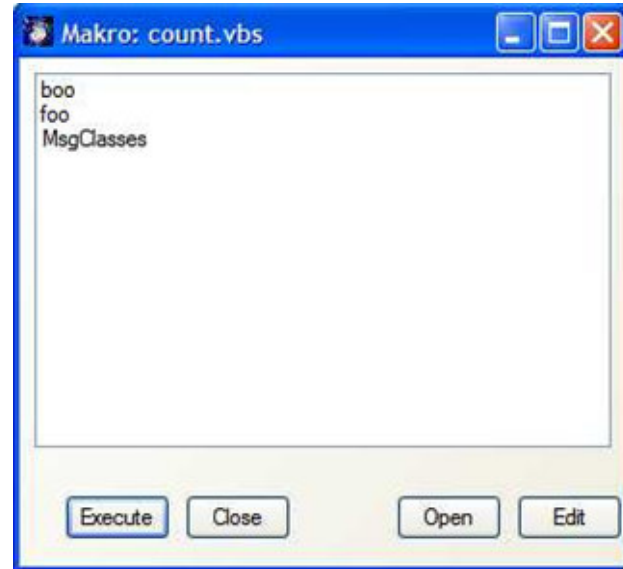 Makro: count.vbs
boo
foo
MsgClasses
Execute Close Open Edit